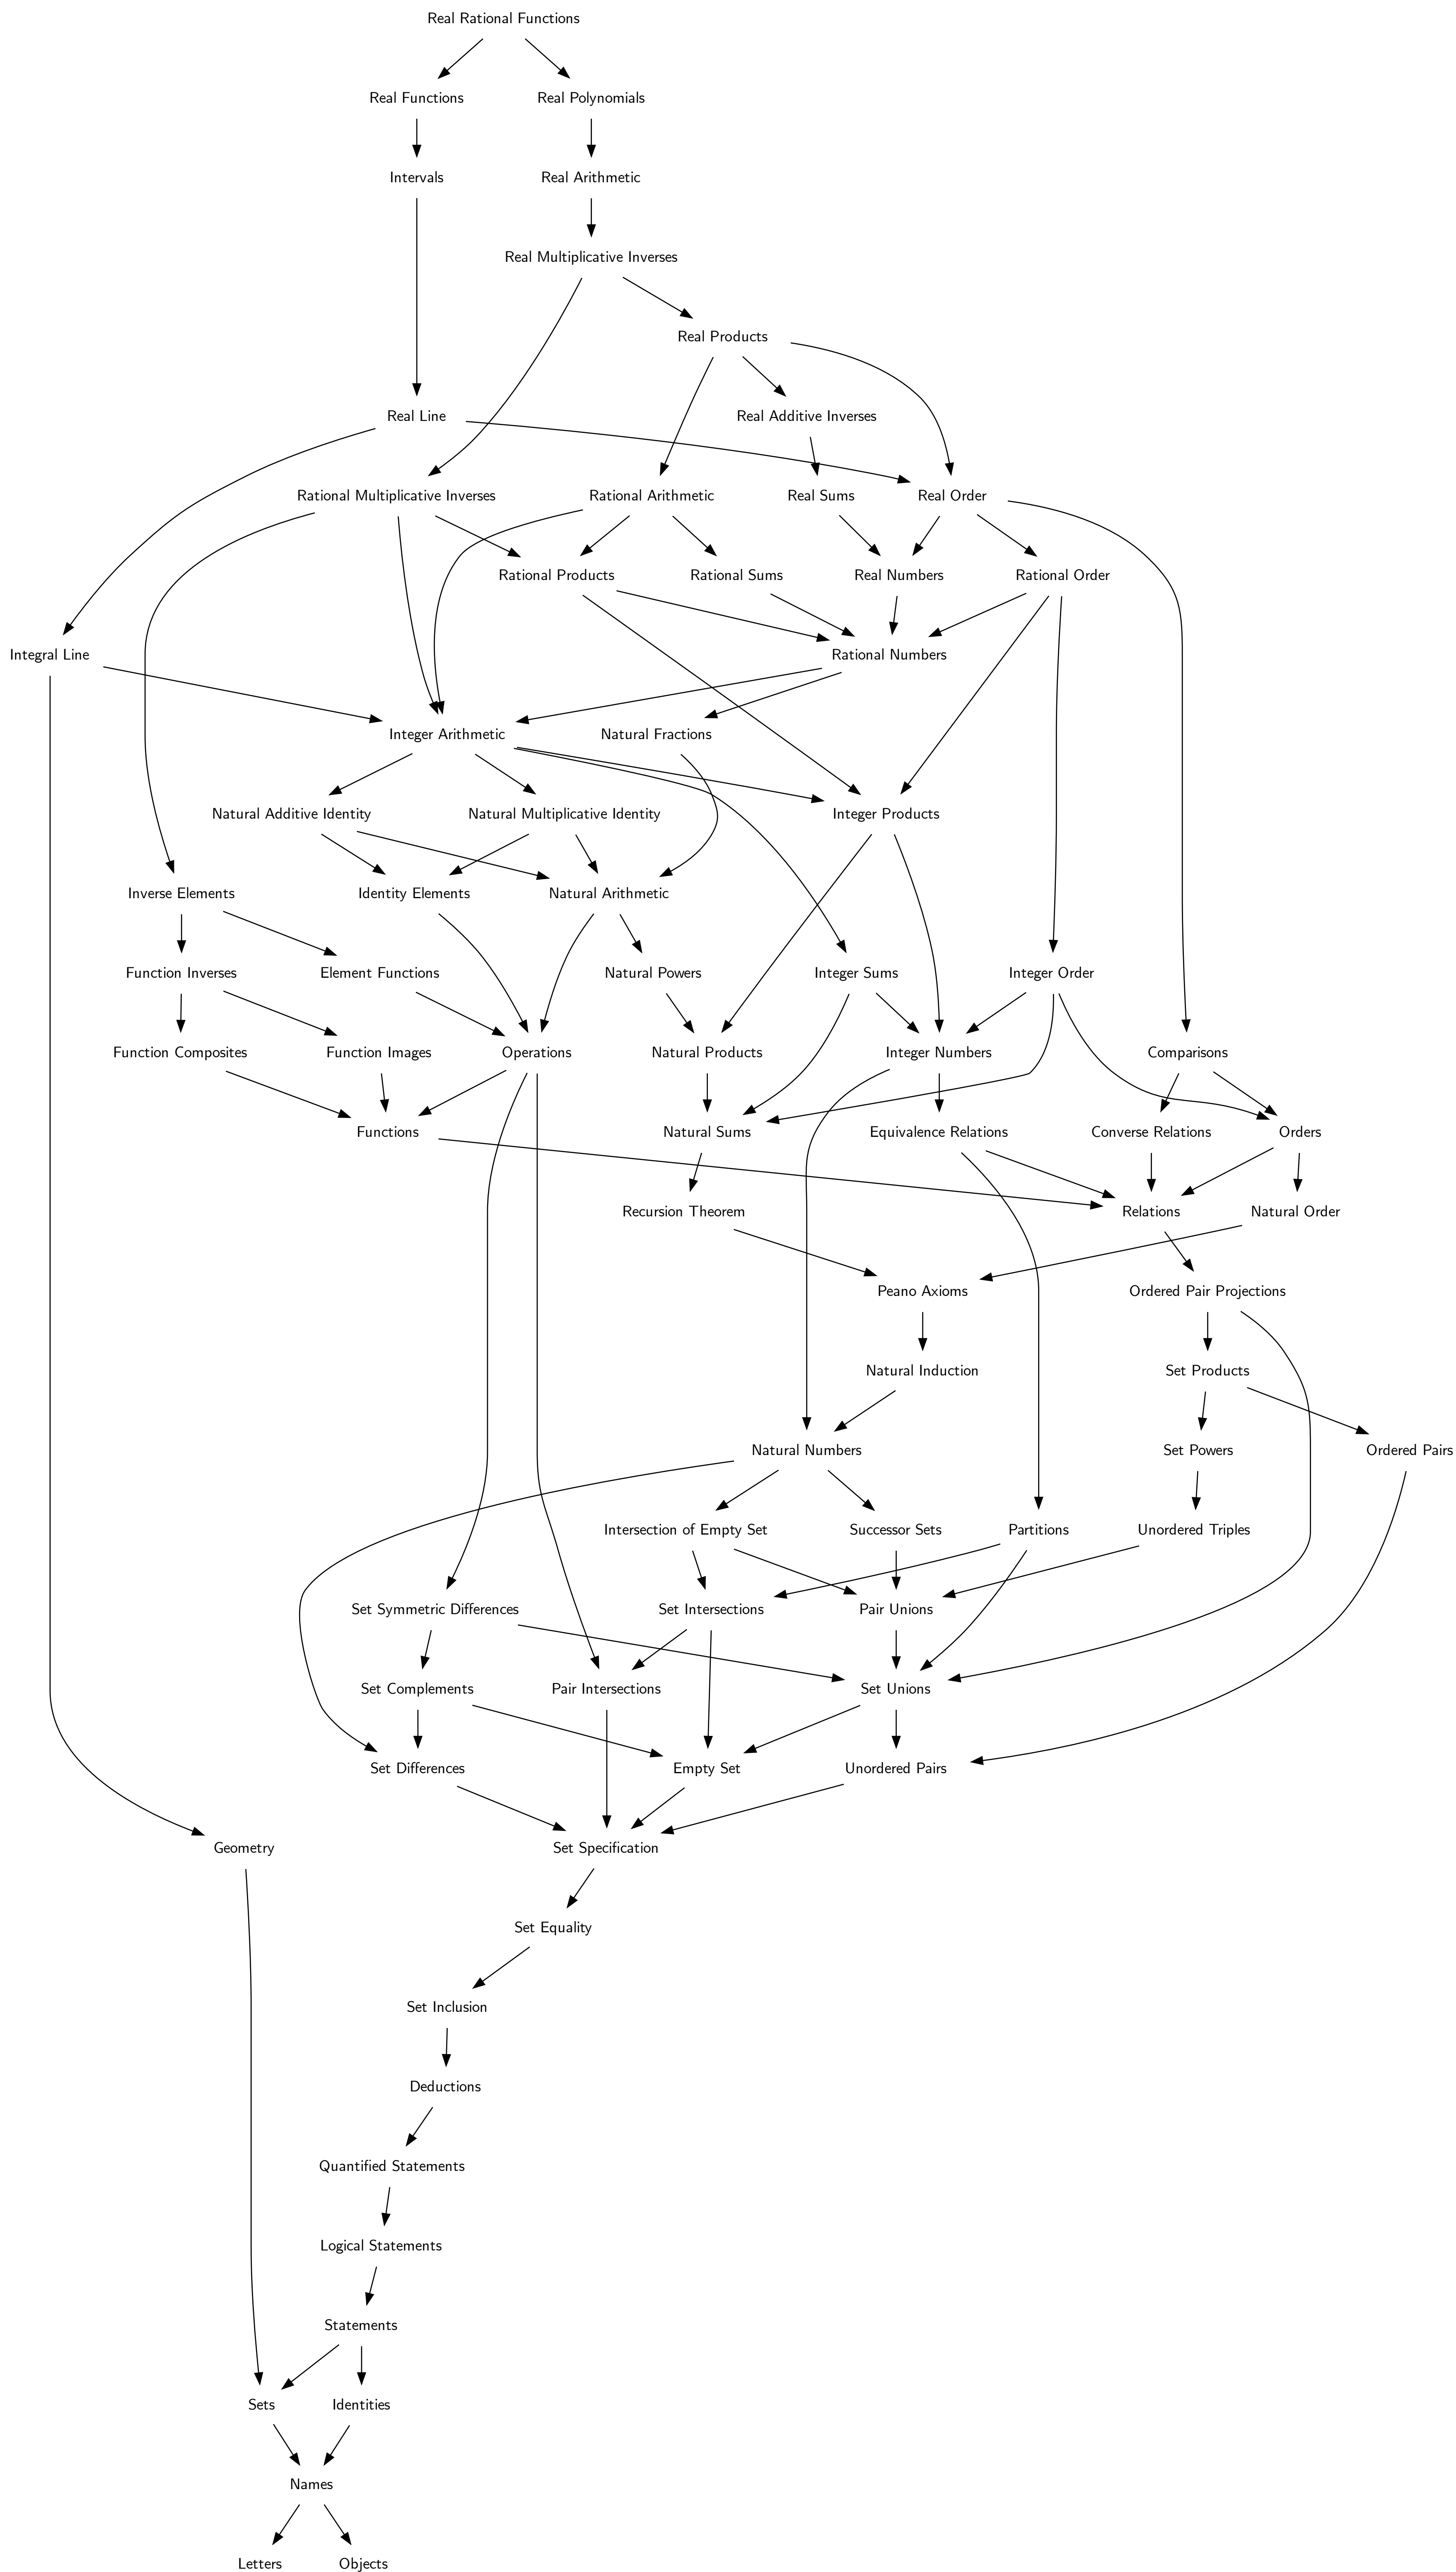 Real Rational Functions
Real Functions
Real Polynomials
Intervals
Real Arithmetic
Real Multiplicative Inverses
Real Products
Real Line
Real Additive Inverses
Rational Multiplicative Inverses
Rational Arithmetic
Real Sums
Real Order
Rational Products
Rational Sums
Real Numbers
Rational Order
Integral Line
Rational Numbers
Integer Arithmetic
Natural Fractions
Natural Additive Identity
Natural Multiplicative Identity
Integer Products
Inverse Elements
Identity Elements
Natural Arithmetic
Function Inverses
Element Functions
Natural Powers
Integer Sums
Integer Order
Function Composites
Function Images
Operations
Natural Products
Integer Numbers
Comparisons
Functions
Natural Sums
Equivalence Relations
Converse Relations
Orders
Recursion Theorem
Relations
Natural Order
Peano Axioms
Ordered Pair Projections
Natural Induction
Set Products
Natural Numbers
Set Powers
Ordered Pairs
Intersection of Empty Set
Successor Sets
Partitions
Unordered Triples
Set Symmetric Differences
Set Intersections
Pair Unions
Set Complements
Pair Intersections
Set Unions
Set Differences
Empty Set
Unordered Pairs
Geometry
Set Specification
Set Equality
Set Inclusion
Deductions
Quantified Statements
Logical Statements
Statements
Sets
Identities
Names
Letters
Objects